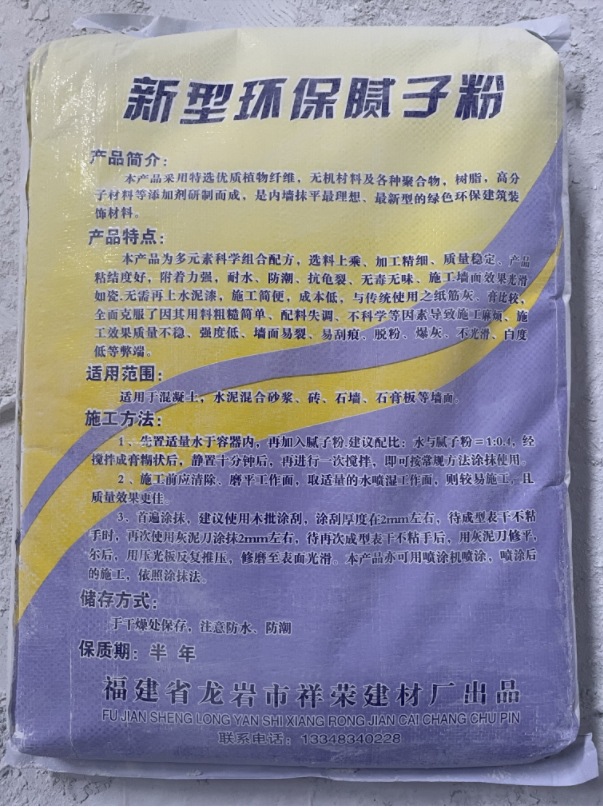 新型环保腻子粉
产品简介：
本产品采用特选优质植物纤维，无机材料及各种聚合物，树脂，高分
子材料等添加剂研制而成，是内墙抹平最理想、最新型的绿色环保建筑装
饰材料。
产品特点：
本产品为多元素科学组合配方，选料上乘、加工精细、质量稳定。产品
粘结度好，附着力强，耐水、防潮、抗龟裂、无毒无味、施工墙面效果光滑
如瓷。无需再上水泥漆，施工简便，成本低，与传统使用之纸筋灰、膏比较，
全面克服了因其用料粗糙简单、配料失调、不科学等因素导致施工麻烦、施
工效果质量不稳、强度低、墙面易裂、易刮痕、脱粉、爆灰、不光滑、白度
低等弊端。
适用范围：
适用于混凝土，水泥混合砂浆、砖、石墙、石膏板等墙面。
施工方法：
1、先置适量水于容器内，再加入腻子粉，建议配比：水与腻子粉=1:0.4，经
搅拌成膏糊状后，静置十分钟后，再进行一次搅拌，即可按常规方法涂抹使用。
2、施工前应清除、磨平工作面，取适量的水喷湿工作面，则较易施工，且
质量效果更佳。
3、首遍涂抹，建议使用木批涂刮，涂刮厚度在2mm左右，待成型表干不粘
手时，再次使用灰泥刀涂抹2mm左右，待再次成型表干不粘手后，用灰泥刀修平，
尔后，用压光板反复推压，修磨至表面光滑。本产品亦可用喷涂机喷涂，喷涂后
的施工，依照涂抹法。
储存方式：
于干燥处保存，注意防水、防潮
保质期：半 年
福建省龙岩市祥荣建材厂出品
FU JIAN SHENG LONG YAN SHI XIANG RONG JIAN CAI CHANG CHU PIN
联系电话：13348340228